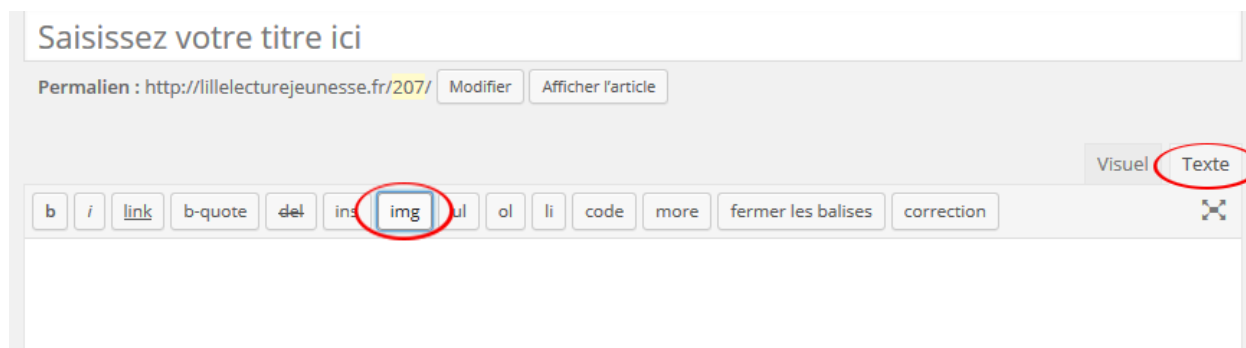 Saisissez votre titre ici
Permalien : http://lillelecturejeunesse.fr/207/ Modifier Afficher l'article
Visuel Texte
b i link b-quote del ins img ul ol li code more fermer les balises correction